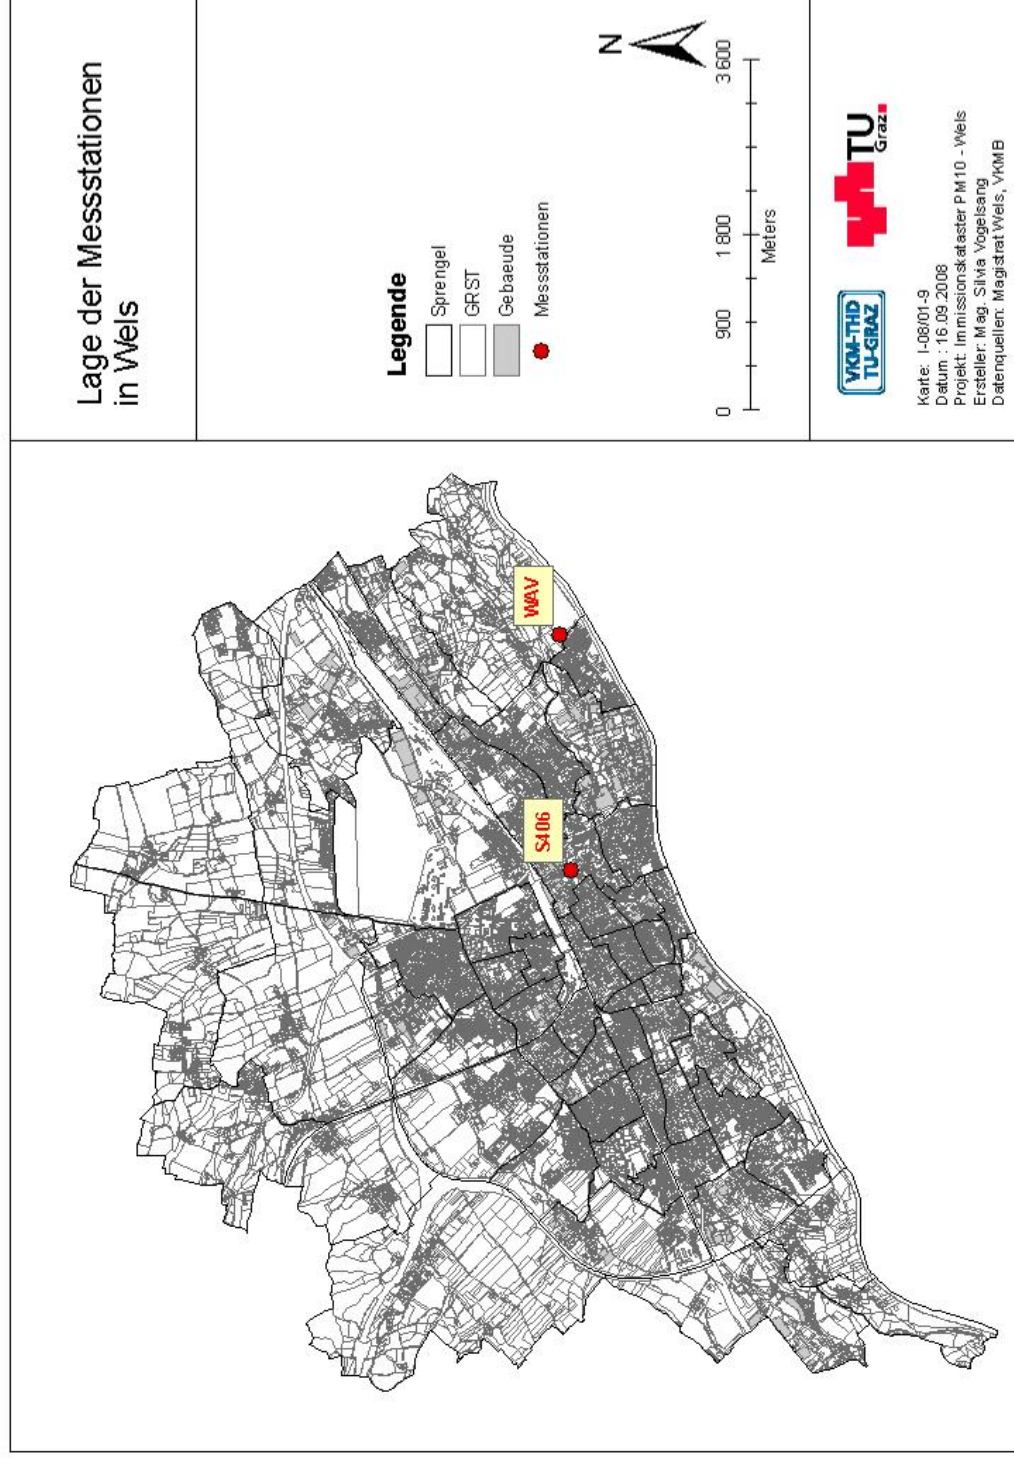 Lage der Messstationen
in Wels
Legende
Sprengel
GRST
Gebaeude
Messstationen
N
0 900 1800 3600
Meters
VKM-THD
TU-GRAZ
TU
Graz
Karte: I-08/01-9
Datum : 16.09.2008
Projekt: Immissionskataster PM10 - Wels
Ersteller: Mag. Silvia Vogelsang
Datenquellen: Magistrat Wels, VKMB
WAV
S406